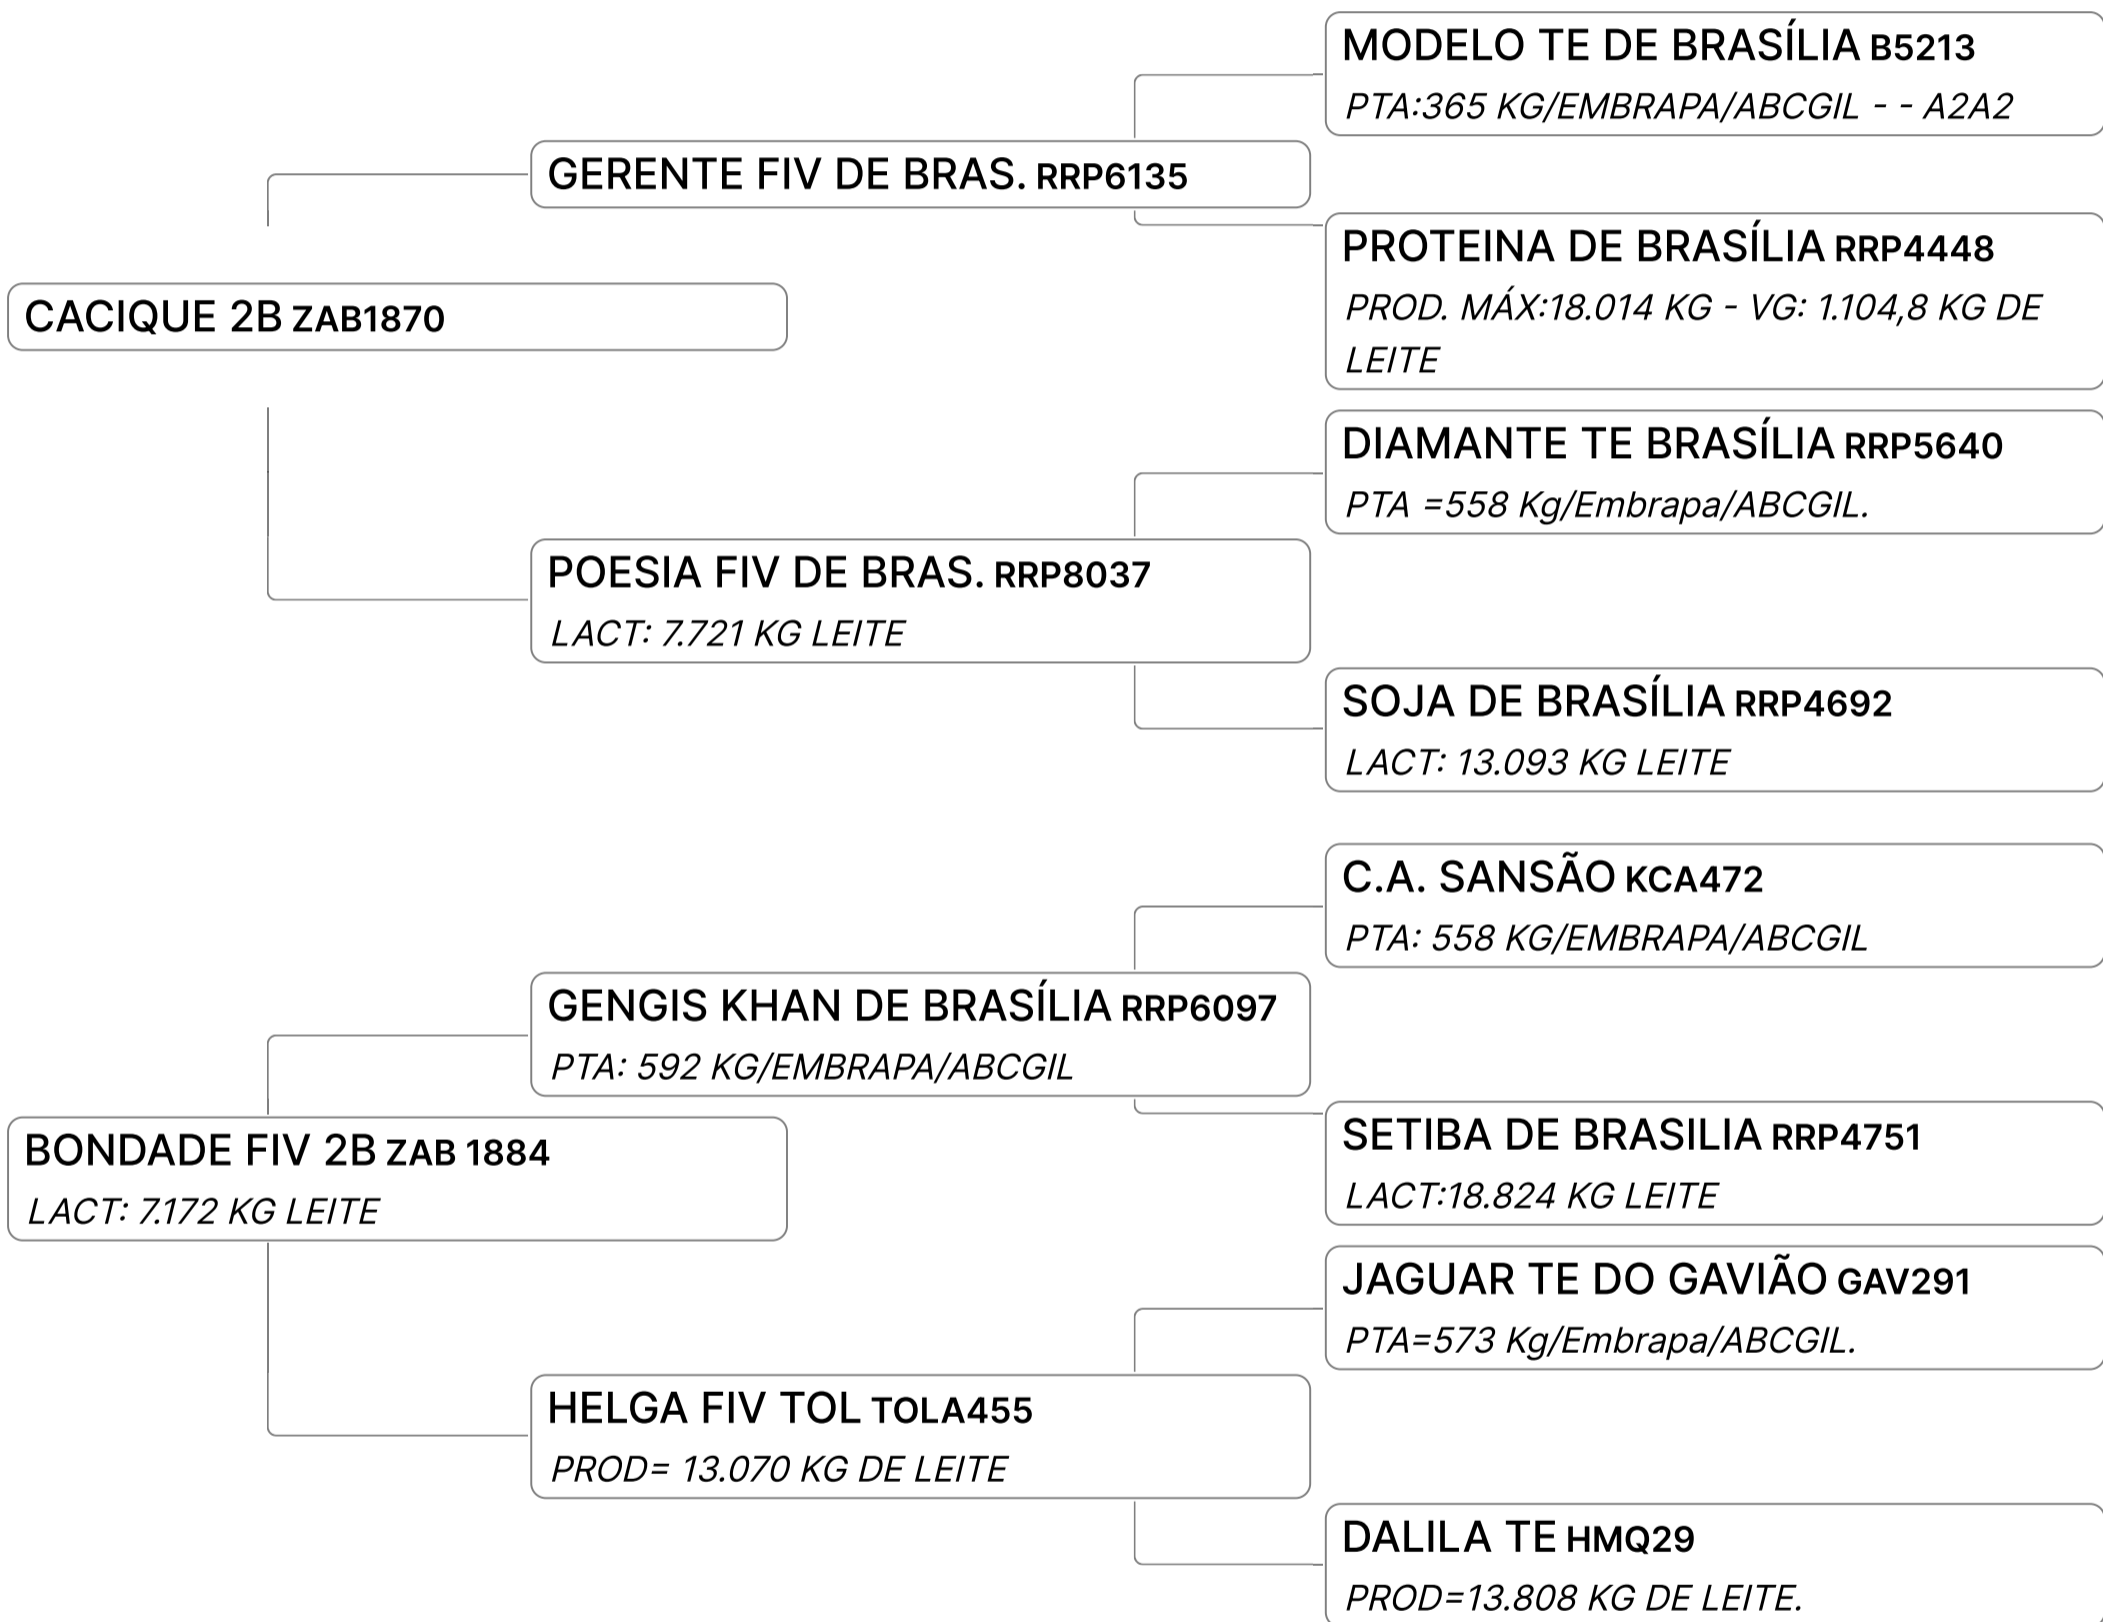 MODELO TE DE BRASÍLIA B5213
PTA:365 KG/EMBRAPA/ABCGIL - - A2A2
GERENTE FIV DE BRAS. RRP6135
PROTEINA DE BRASÍLIA RRP4448
PROD. MÁX:18.014 KG - VG: 1.104,8 KG DE
LEITE
CACIQUE 2B ZAB1870
DIAMANTE TE BRASÍLIA RRP5640
PTA =558 Kg/Embrapa/ABCGIL.
POESIA FIV DE BRAS. RRP8037
LACT: 7.721 KG LEITE
SOJA DE BRASÍLIA RRP4692
LACT: 13.093 KG LEITE
C.A. SANSÃO KCA472
PTA: 558 KG/EMBRAPA/ABCGIL
GENGIS KHAN DE BRASÍLIA RRP6097
PTA: 592 KG/EMBRAPA/ABCGIL
SETIBA DE BRASILIA RRP4751
LACT:18.824 KG LEITE
BONDADE FIV 2B ZAB 1884
LACT: 7.172 KG LEITE
JAGUAR TE DO GAVIÃO GAV291
PTA=573 Kg/Embrapa/ABCGIL.
HELGA FIV TOL TOLA455
PROD= 13.070 KG DE LEITE
DALILA TE HMQ29
PROD=13.808 KG DE LEITE.